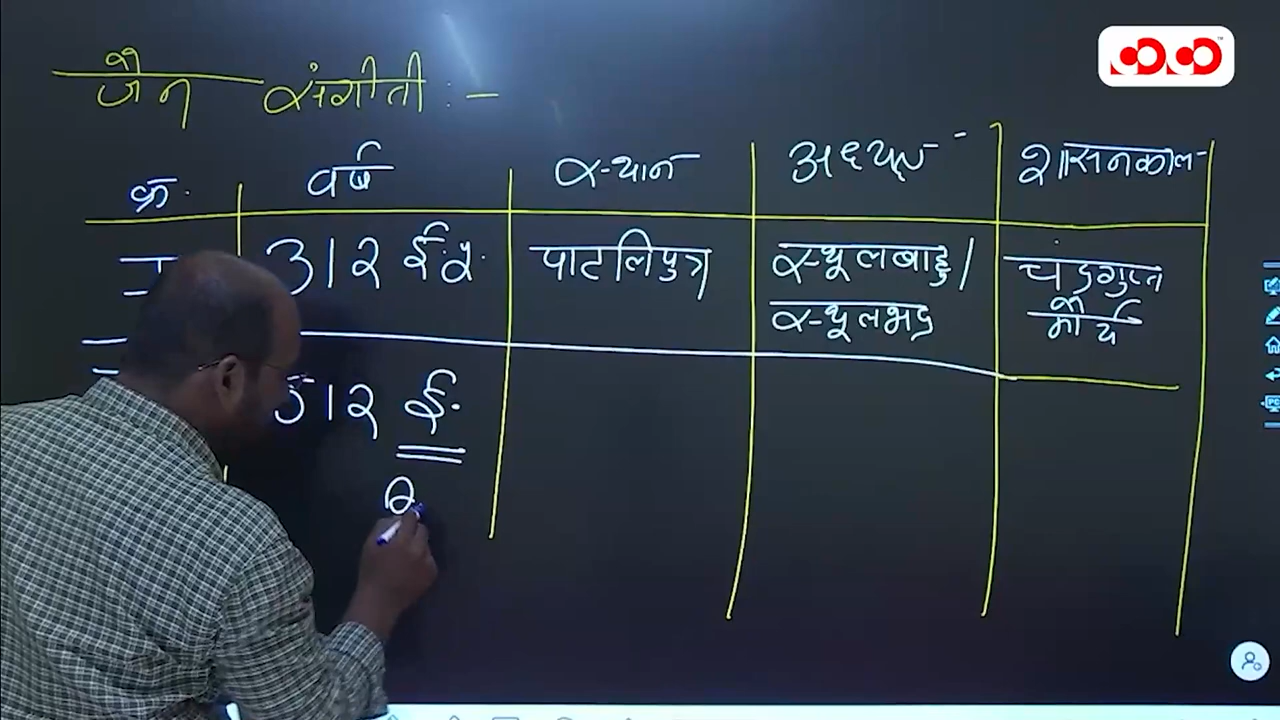 जैन संगीती : -
क्र. वर्ष स्थान अध्यक्ष शासनकाल
312 ई.पू. पाटलिपुत्र स्थूलबाहु / चंद्रगुप्त
स्थूलभद्र मौर्य
512 ई.